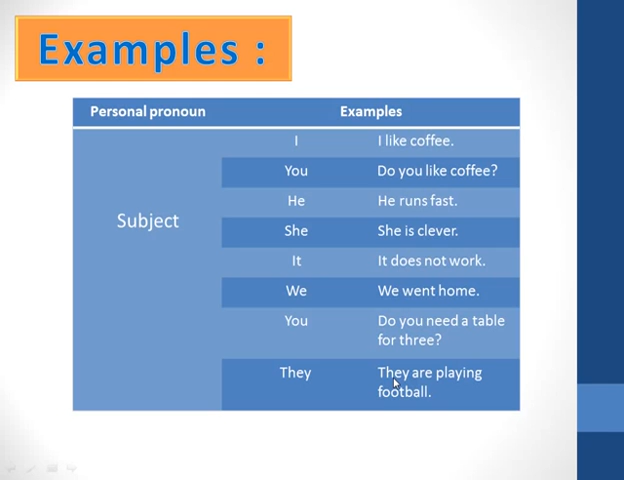 Examples :
Personal pronoun Examples
I I like coffee.
You Do you like coffee?
He He runs fast.
Subject
She She is clever.
It It does not work.
We We went home.
You Do you need a table
for three?
They They are playing
football.